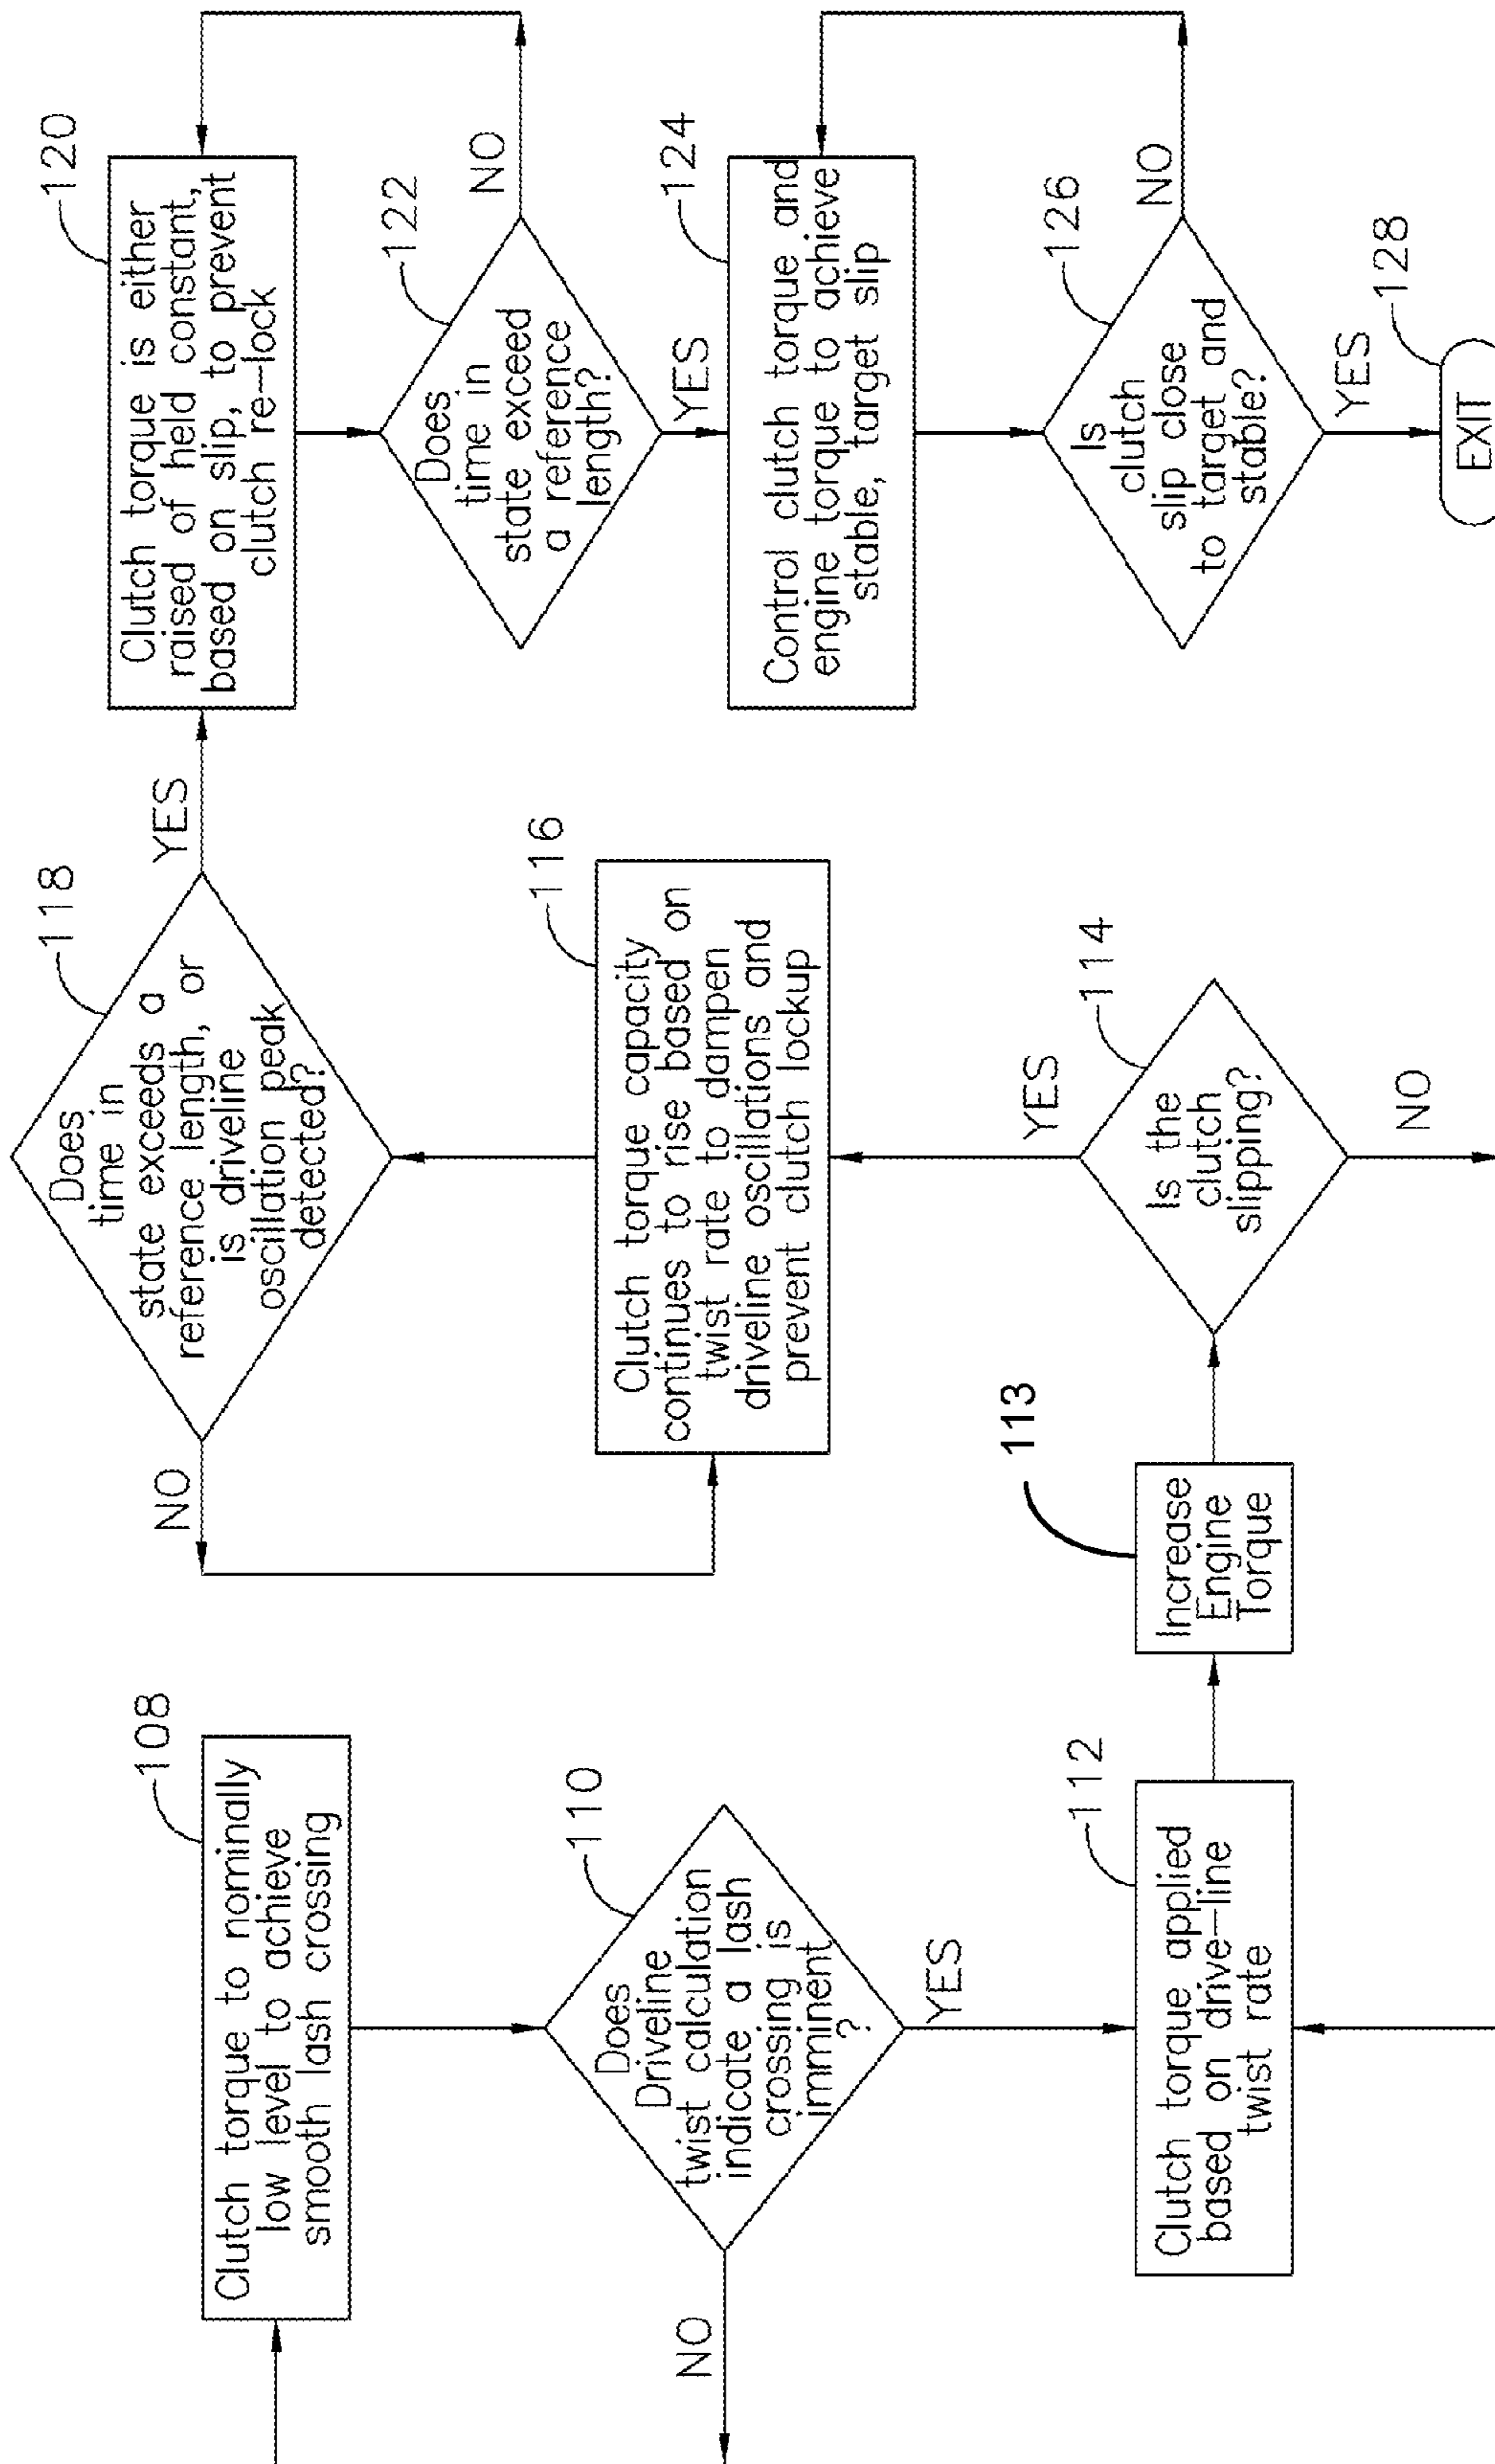 108
Clutch torque to nominally
low level to achieve
smooth lash crossing
110
Does
Driveline
twist calculation
indicate a lash
crossing is
imminent
?
NO
YES
112
Clutch torque applied
based on drive-line
twist rate
113
Increase
Engine
Torque
114
Is the
clutch
slipping?
YES
NO
116
Clutch torque capacity
continues to rise based on
twist rate to dampen
driveline oscillations and
prevent clutch lockup
118
Does
time in
state exceeds a
reference length, or
is driveline
oscillation peak
detected?
NO
YES
120
Clutch torque is either
raised of held constant,
based on slip, to prevent
clutch re-lock
122
Does
time in
state exceed
a reference
length?
NO
YES
124
Control clutch torque and
engine torque to achieve
stable, target slip
126
Is
clutch
slip close
to target and
stable?
NO
YES
128
EXIT